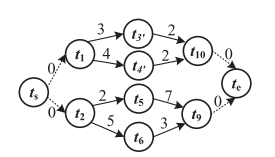 3 t3' 2
t1 t10
0 4 t4' 2 0
ts te
0 2 t5 7 0
t2 t9
5 t6 3